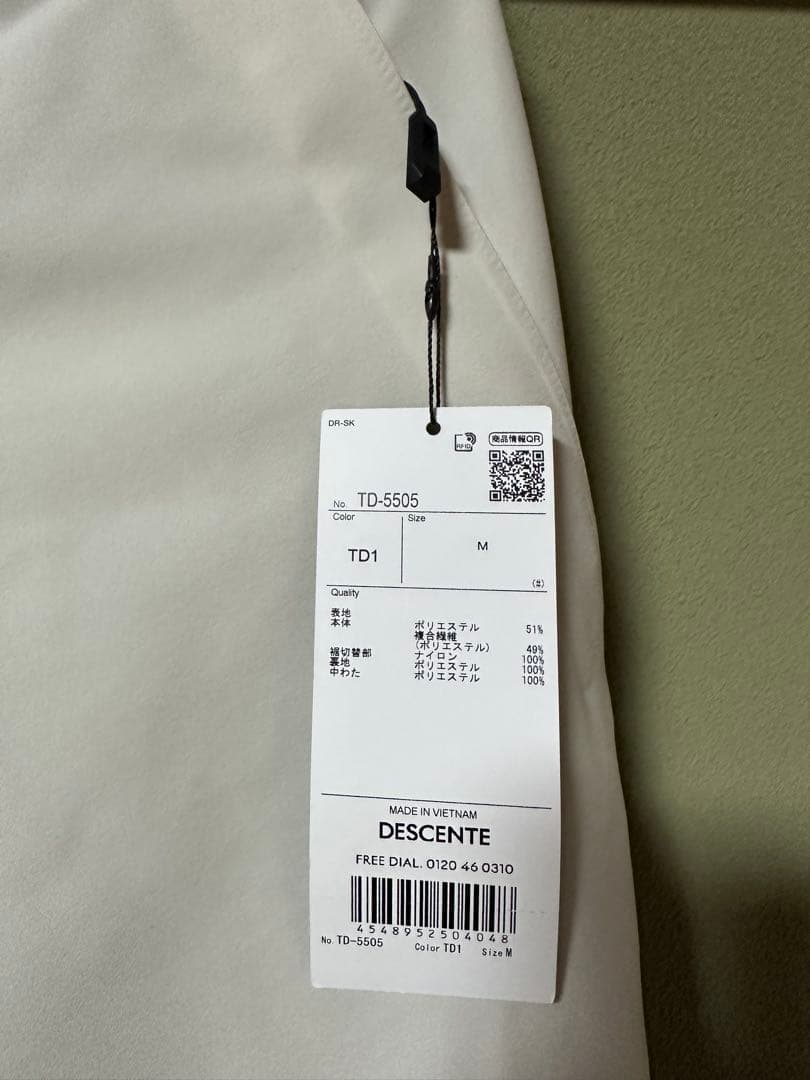 DR-SK
RFID
商品情報QR
No. TD-5505
Color Size
TD1 M
(#)
Quality
表地
本体 ポリエステル 51%
複合繊維
(ポリエステル) 49%
裾切替部 ナイロン 100%
裏地 ポリエステル 100%
中わた ポリエステル 100%
MADE IN VIETNAM
DESCENTE
FREE DIAL. 0120 46 0310
4548952504048
No. TD-5505 Color TD1 Size M